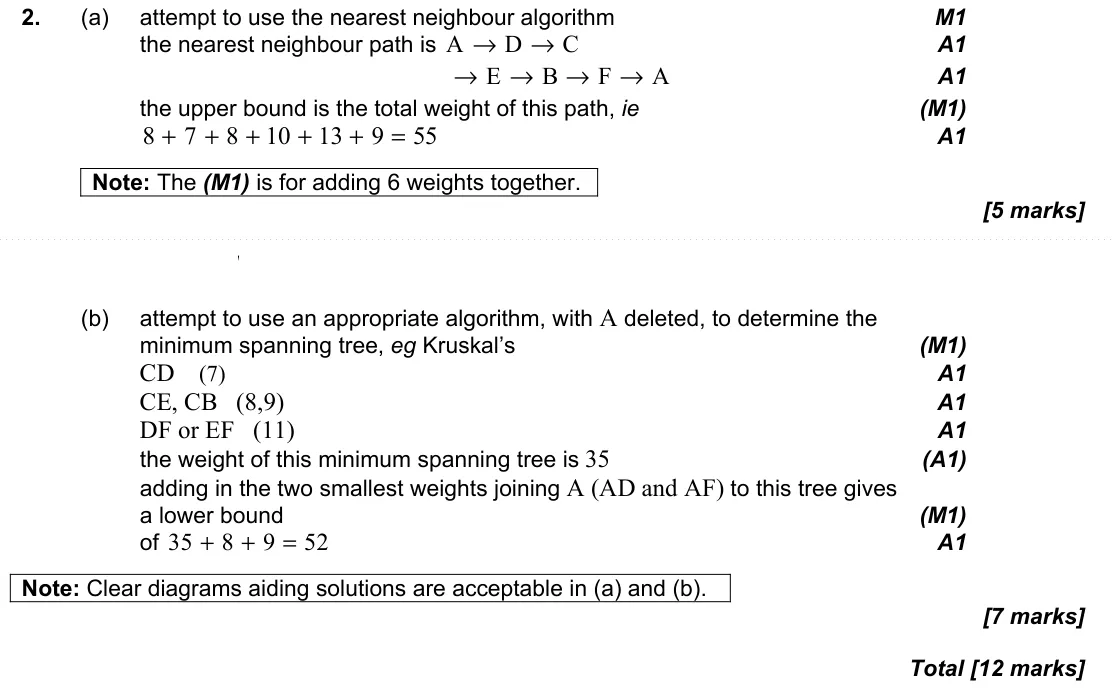 2. (a) attempt to use the nearest neighbour algorithm M1
the nearest neighbour path is A → D → C A1
→ E → B → F → A A1
the upper bound is the total weight of this path, ie (M1)
8 + 7 + 8 + 10 + 13 + 9 = 55 A1
Note: The (M1) is for adding 6 weights together.
[5 marks]
(b) attempt to use an appropriate algorithm, with A deleted, to determine the
minimum spanning tree, eg Kruskal's (M1)
CD (7) A1
CE, CB (8,9) A1
DF or EF (11) A1
the weight of this minimum spanning tree is 35 (A1)
adding in the two smallest weights joining A (AD and AF) to this tree gives
a lower bound (M1)
of 35 + 8 + 9 = 52 A1
Note: Clear diagrams aiding solutions are acceptable in (a) and (b).
[7 marks]
Total [12 marks]